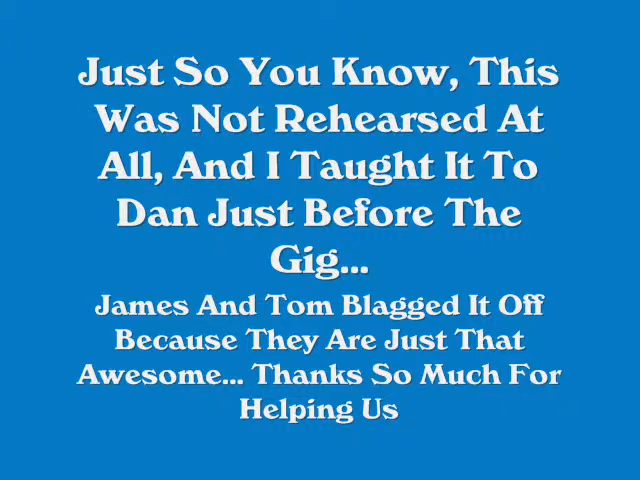 Just So You Know, This
Was Not Rehearsed At
All, And I Taught It To
Dan Just Before The
Gig...
James And Tom Blagged It Off
Because They Are Just That
Awesome... Thanks So Much For
Helping Us